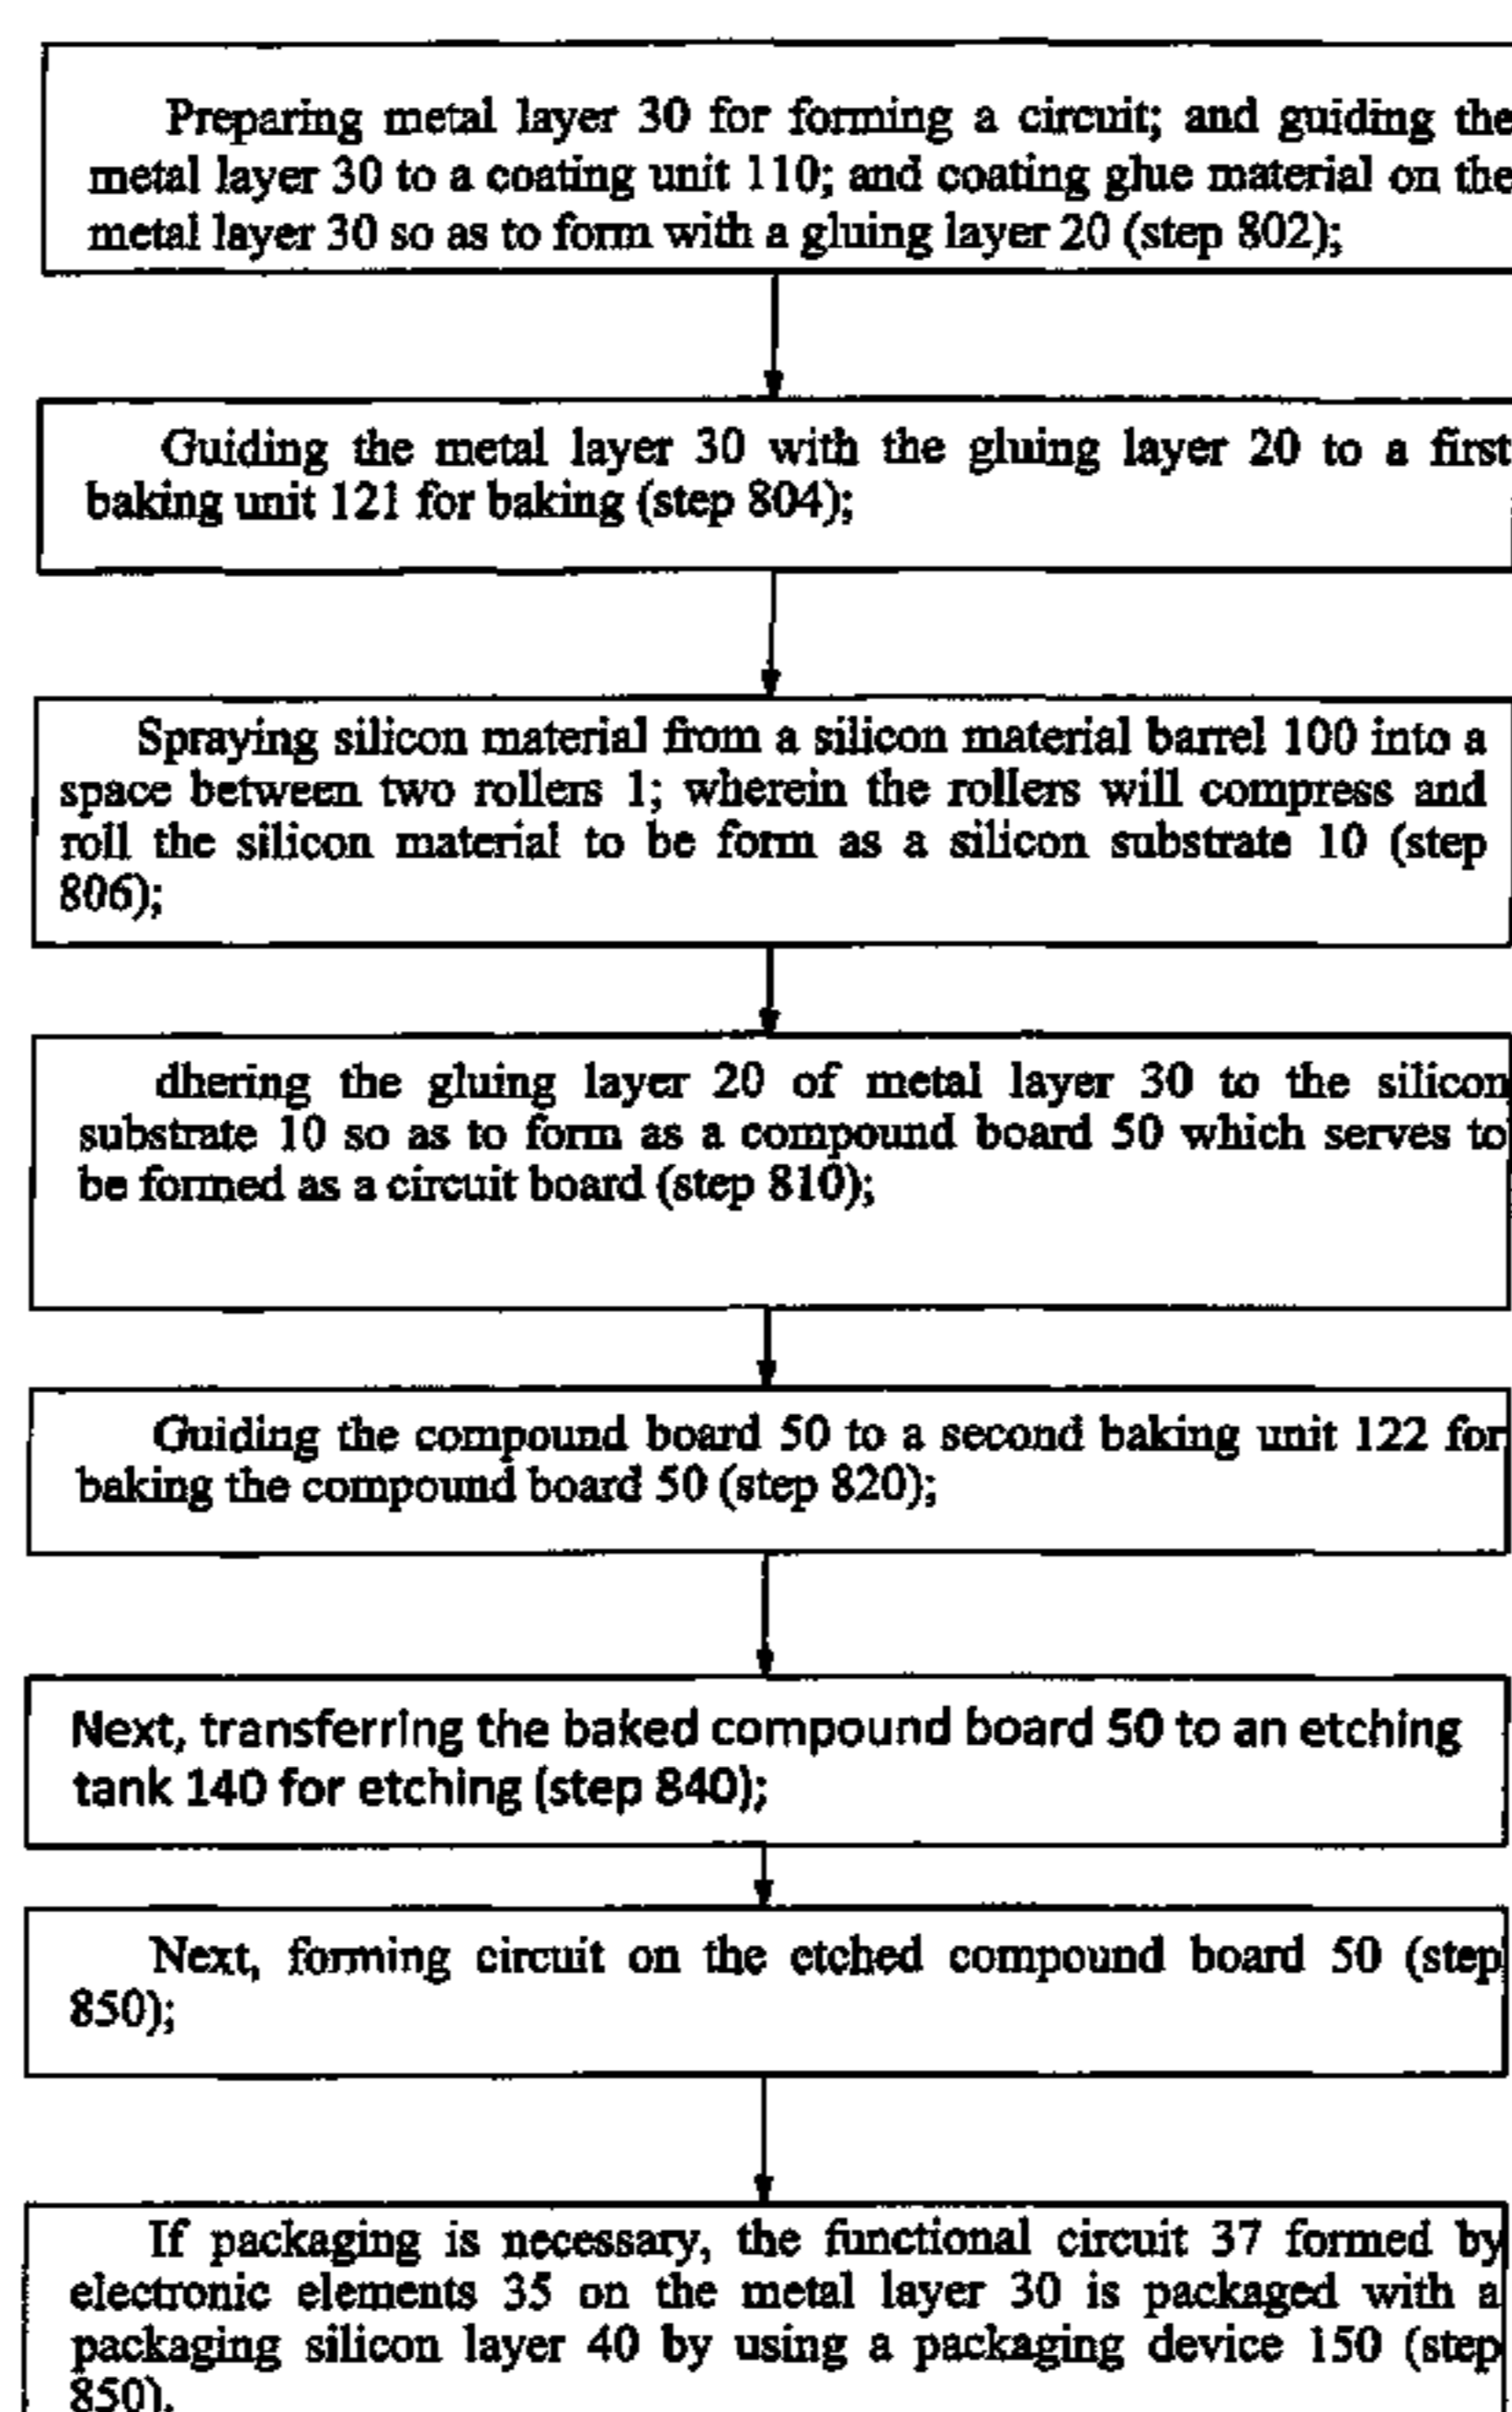 Preparing metal layer 30 for forming a circuit; and guiding the
metal layer 30 to a coating unit 110; and coating glue material on the
metal layer 30 so as to form with a gluing layer 20 (step 802);
Guiding the metal layer 30 with the gluing layer 20 to a first
baking unit 121 for baking (step 804);
Spraying silicon material from a silicon material barrel 100 into a
space between two rollers 1; wherein the rollers will compress and
roll the silicon material to be form as a silicon substrate 10 (step
806);
dhering the gluing layer 20 of metal layer 30 to the silicon
substrate 10 so as to form as a compound board 50 which serves to
be formed as a circuit board (step 810);
Guiding the compound board 50 to a second baking unit 122 for
baking the compound board 50 (step 820);
Next, transferring the baked compound board 50 to an etching
tank 140 for etching (step 840);
Next, forming circuit on the etched compound board 50 (step
850);
If packaging is necessary, the functional circuit 37 formed by
electronic elements 35 on the metal layer 30 is packaged with a
packaging silicon layer 40 by using a packaging device 150 (step
850).